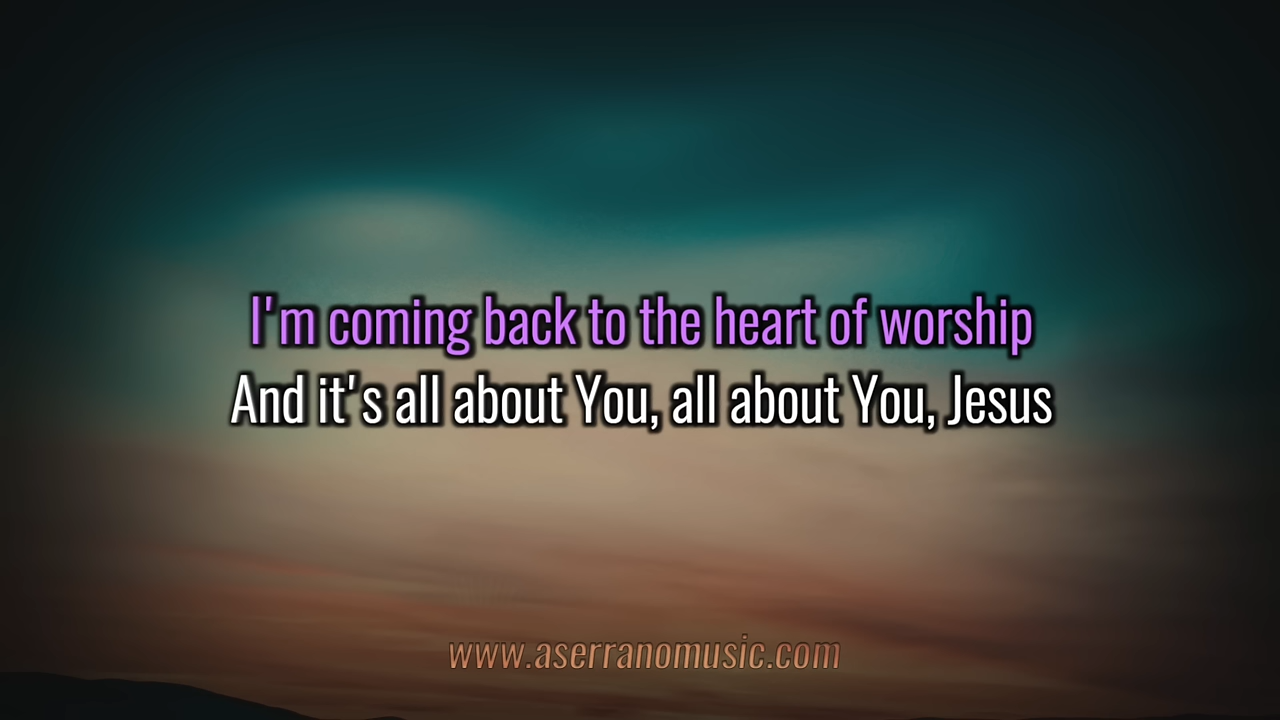 I'm coming back to the heart of worship
And it's all about You, all about You, Jesus
www.aserranomusic.com